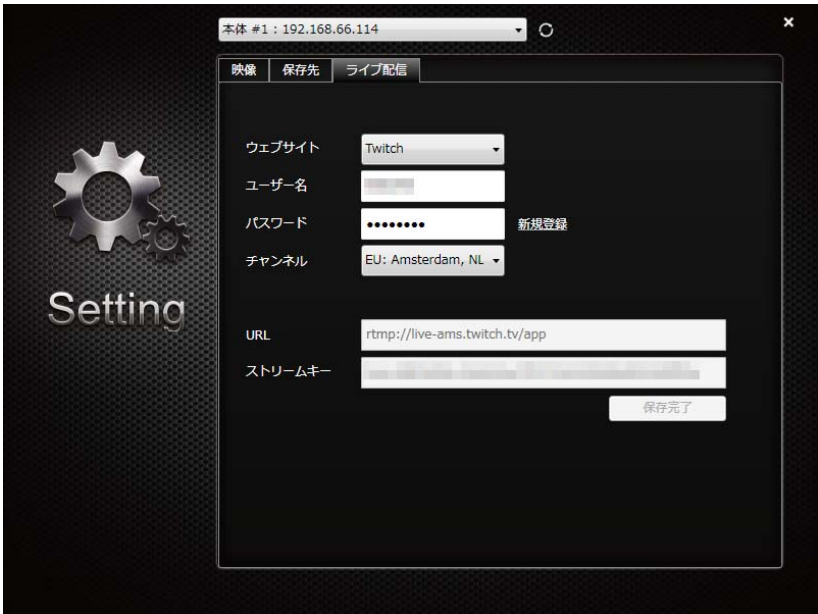 本体 #1 : 192.168.66.114
映像 保存先 ライブ配信
ウェブサイト Twitch
ユーザー名
パスワード •••••••• 新規登録
チャンネル EU: Amsterdam, NL
Setting
URL rtmp://live-ams.twitch.tv/app
ストリームキー
保存完了